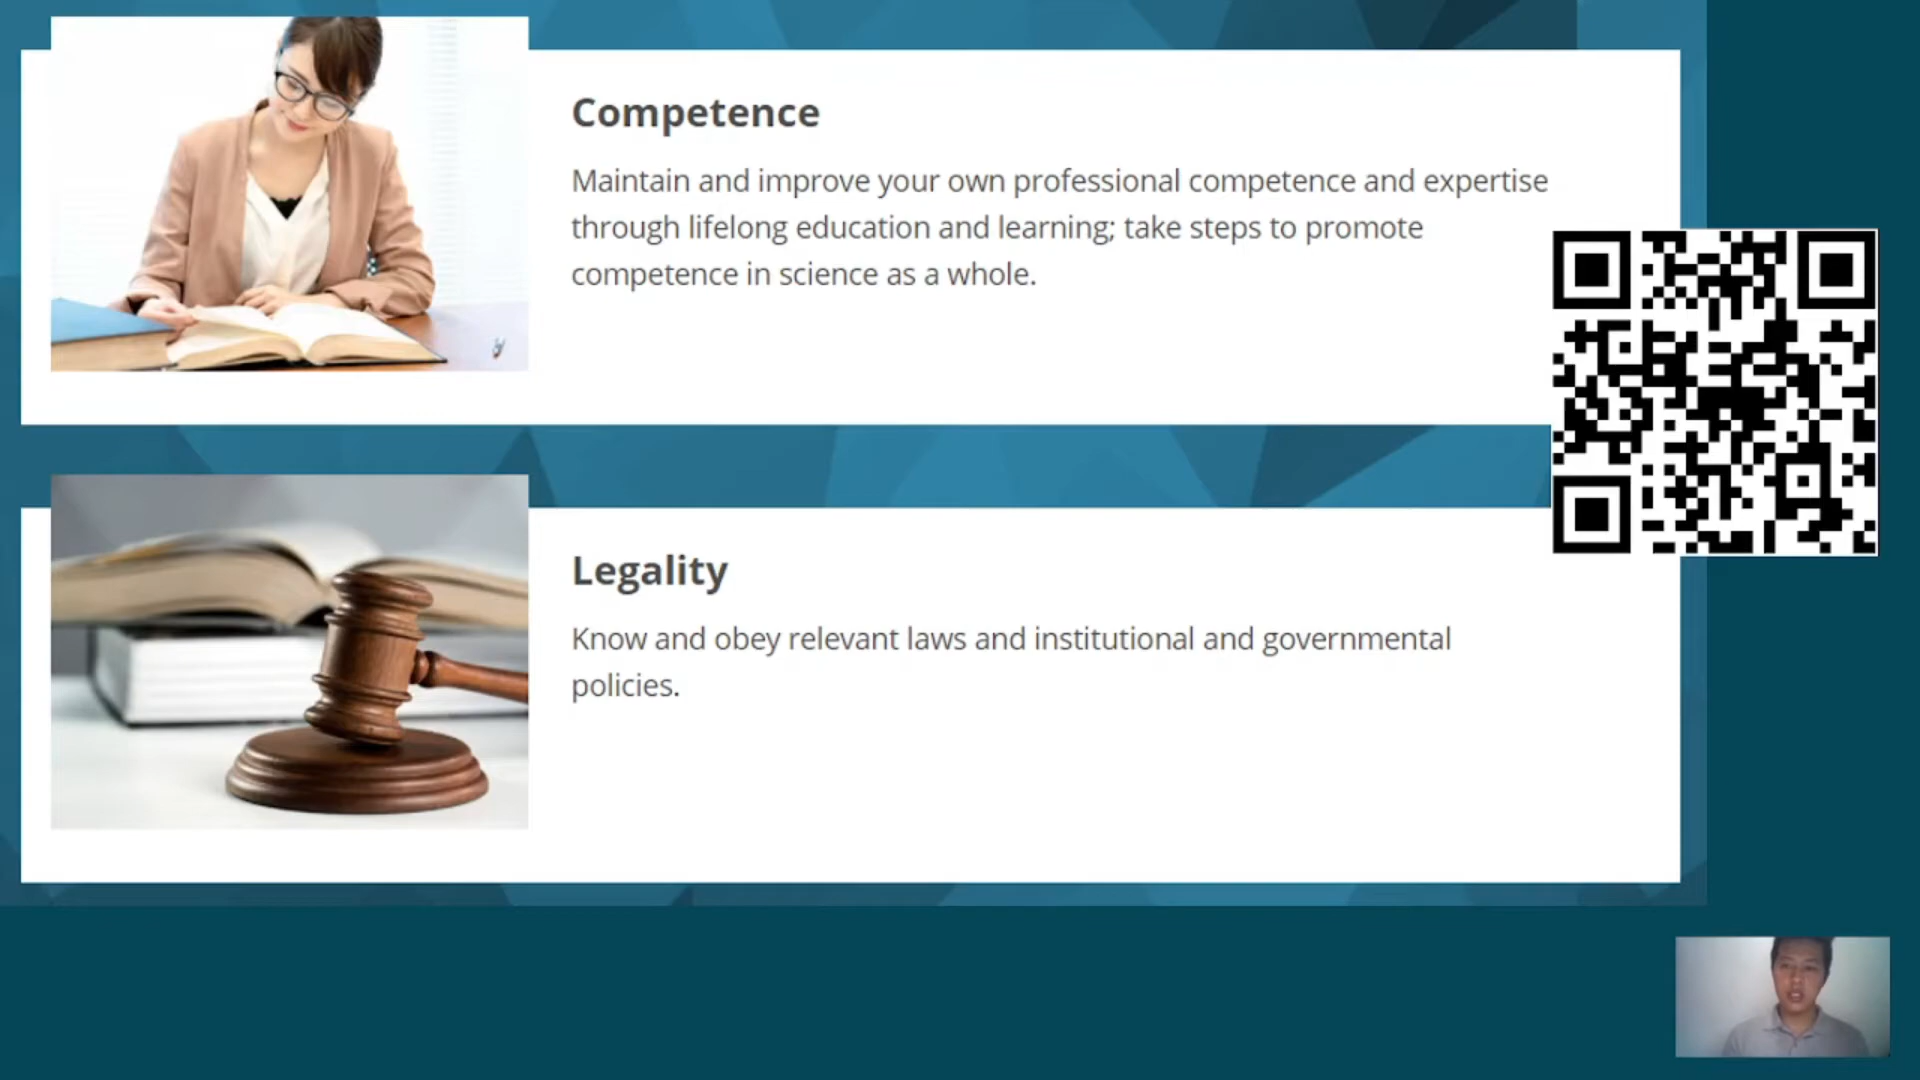 Competence
Maintain and improve your own professional competence and expertise
through lifelong education and learning; take steps to promote
competence in science as a whole.
Legality
Know and obey relevant laws and institutional and governmental
policies.